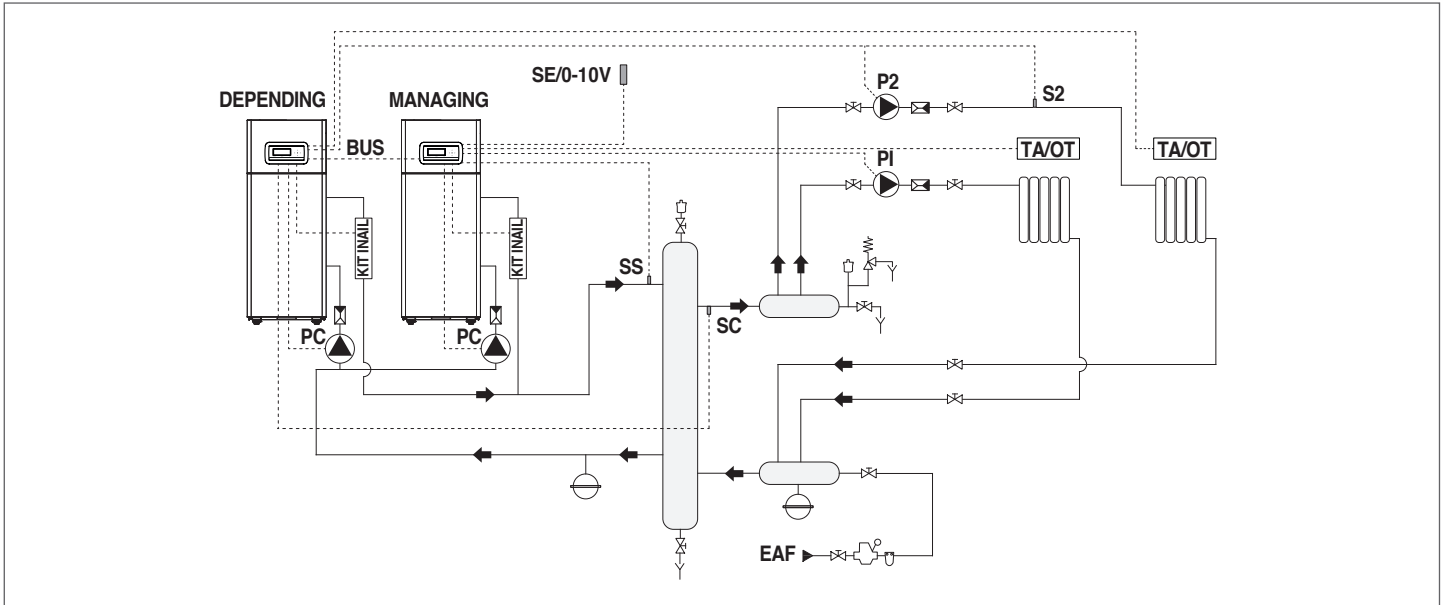 SE/0-10V
P2
S2
DEPENDING
MANAGING
BUS
TA/OT
TA/OT
P1
KIT INAIL
KIT INAIL
SS
SC
PC
PC
EAF